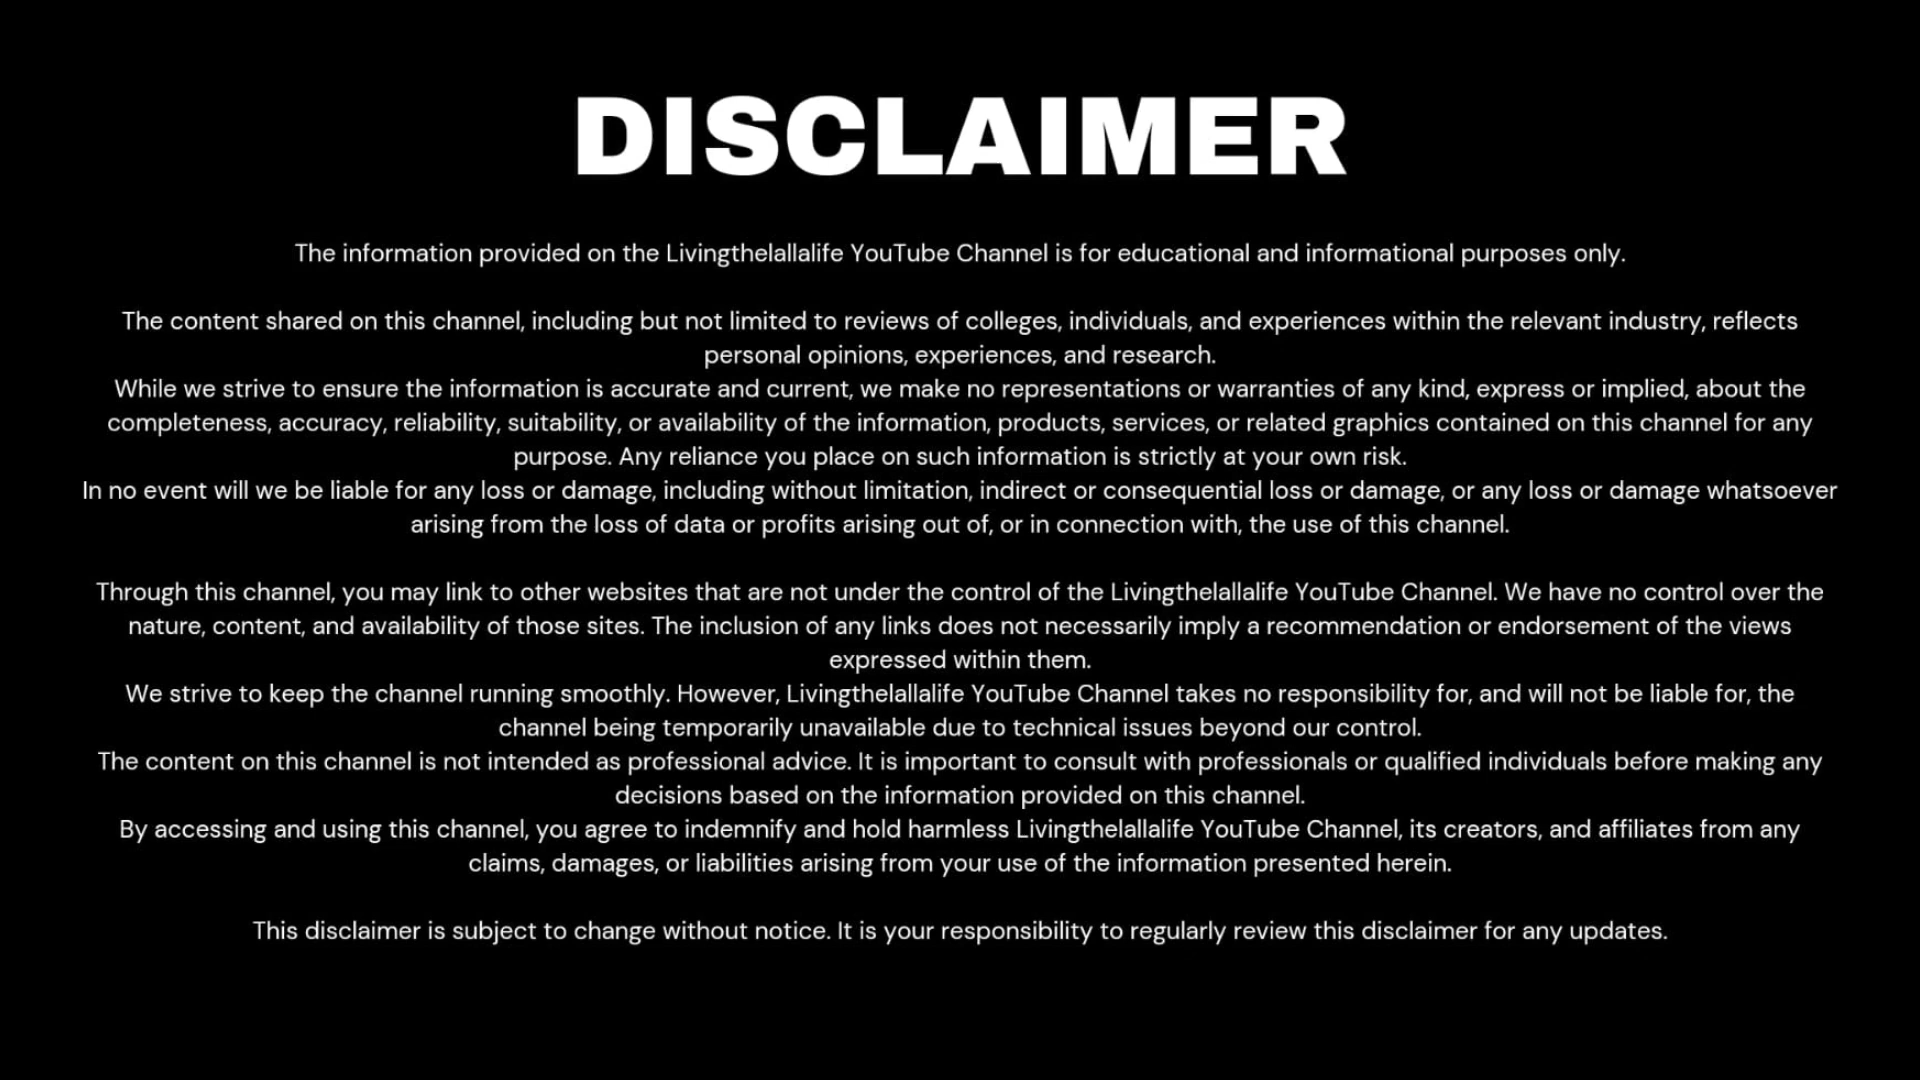 DISCLAIMER
The information provided on the Livingthelallalife YouTube Channel is for educational and informational purposes only.
The content shared on this channel, including but not limited to reviews of colleges, individuals, and experiences within the relevant industry, reflects
personal opinions, experiences, and research.
While we strive to ensure the information is accurate and current, we make no representations or warranties of any kind, express or implied, about the
completeness, accuracy, reliability, suitability, or availability of the information, products, services, or related graphics contained on this channel for any
purpose. Any reliance you place on such information is strictly at your own risk.
In no event will we be liable for any loss or damage, including without limitation, indirect or consequential loss or damage, or any loss or damage whatsoever
arising from the loss of data or profits arising out of, or in connection with, the use of this channel.
Through this channel, you may link to other websites that are not under the control of the Livingthelallalife YouTube Channel. We have no control over the
nature, content, and availability of those sites. The inclusion of any links does not necessarily imply a recommendation or endorsement of the views
expressed within them.
We strive to keep the channel running smoothly. However, Livingthelallalife YouTube Channel takes no responsibility for, and will not be liable for, the
channel being temporarily unavailable due to technical issues beyond our control.
The content on this channel is not intended as professional advice. It is important to consult with professionals or qualified individuals before making any
decisions based on the information provided on this channel.
By accessing and using this channel, you agree to indemnify and hold harmless Livingthelallalife YouTube Channel, its creators, and affiliates from any
claims, damages, or liabilities arising from your use of the information presented herein.
This disclaimer is subject to change without notice. It is your responsibility to regularly review this disclaimer for any updates.